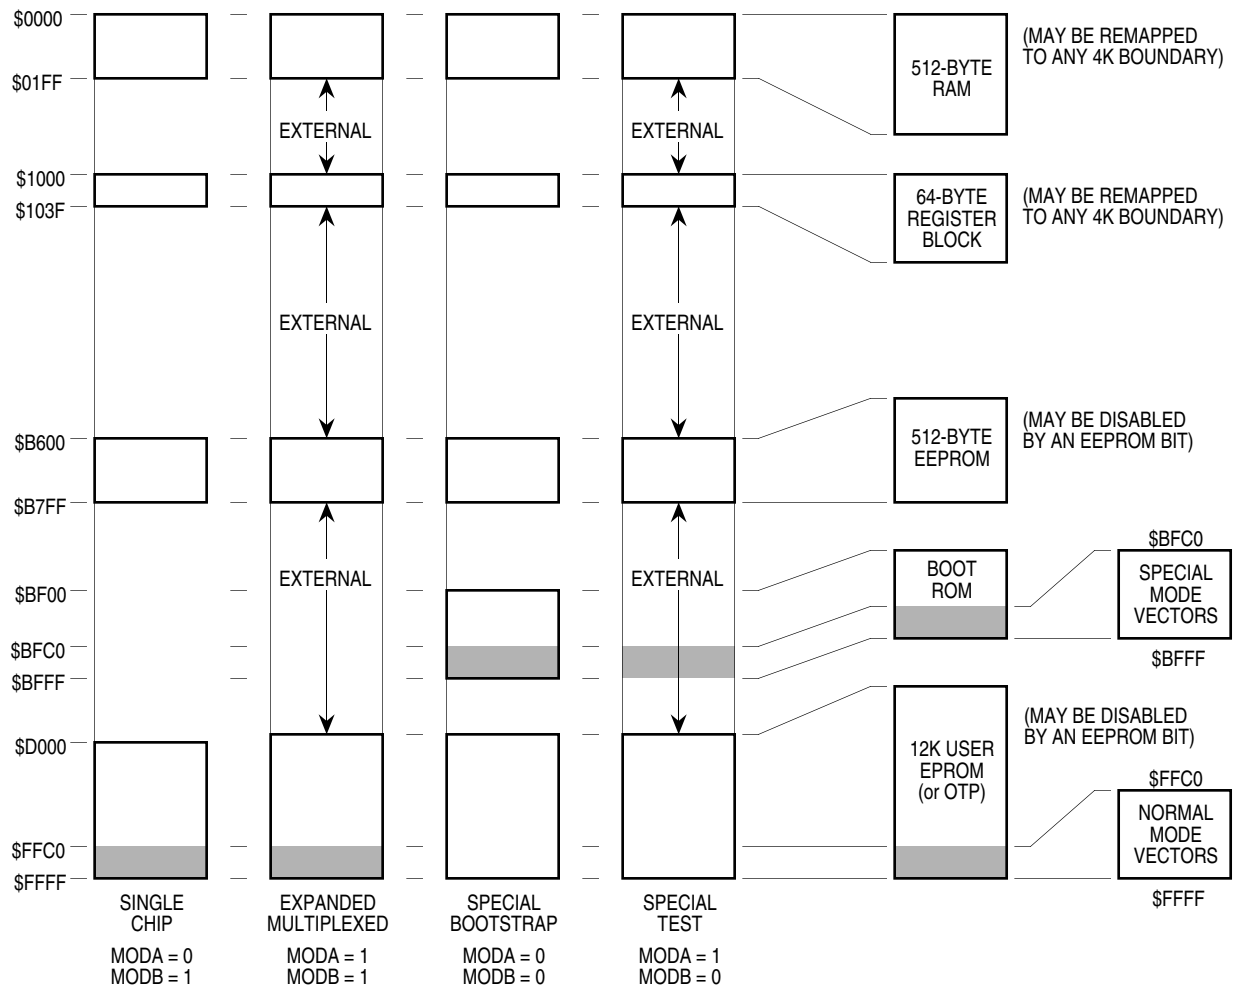 $0000
$01FF
$1000
$103F
$B600
$B7FF
$BF00
$BFC0
$BFFF
$D000
$FFC0
$FFFF
EXTERNAL
EXTERNAL
EXTERNAL
EXTERNAL
EXTERNAL
EXTERNAL
512-BYTE
RAM
(MAY BE REMAPPED
TO ANY 4K BOUNDARY)
64-BYTE
REGISTER
BLOCK
(MAY BE REMAPPED
TO ANY 4K BOUNDARY)
512-BYTE
EEPROM
(MAY BE DISABLED
BY AN EEPROM BIT)
BOOT
ROM
$BFC0
SPECIAL
MODE
VECTORS
$BFFF
12K USER
EPROM
(or OTP)
(MAY BE DISABLED
BY AN EEPROM BIT)
$FFC0
NORMAL
MODE
VECTORS
$FFFF
SINGLE
CHIP
MODA = 0
MODB = 1
EXPANDED
MULTIPLEXED
MODA = 1
MODB = 1
SPECIAL
BOOTSTRAP
MODA = 0
MODB = 0
SPECIAL
TEST
MODA = 1
MODB = 0